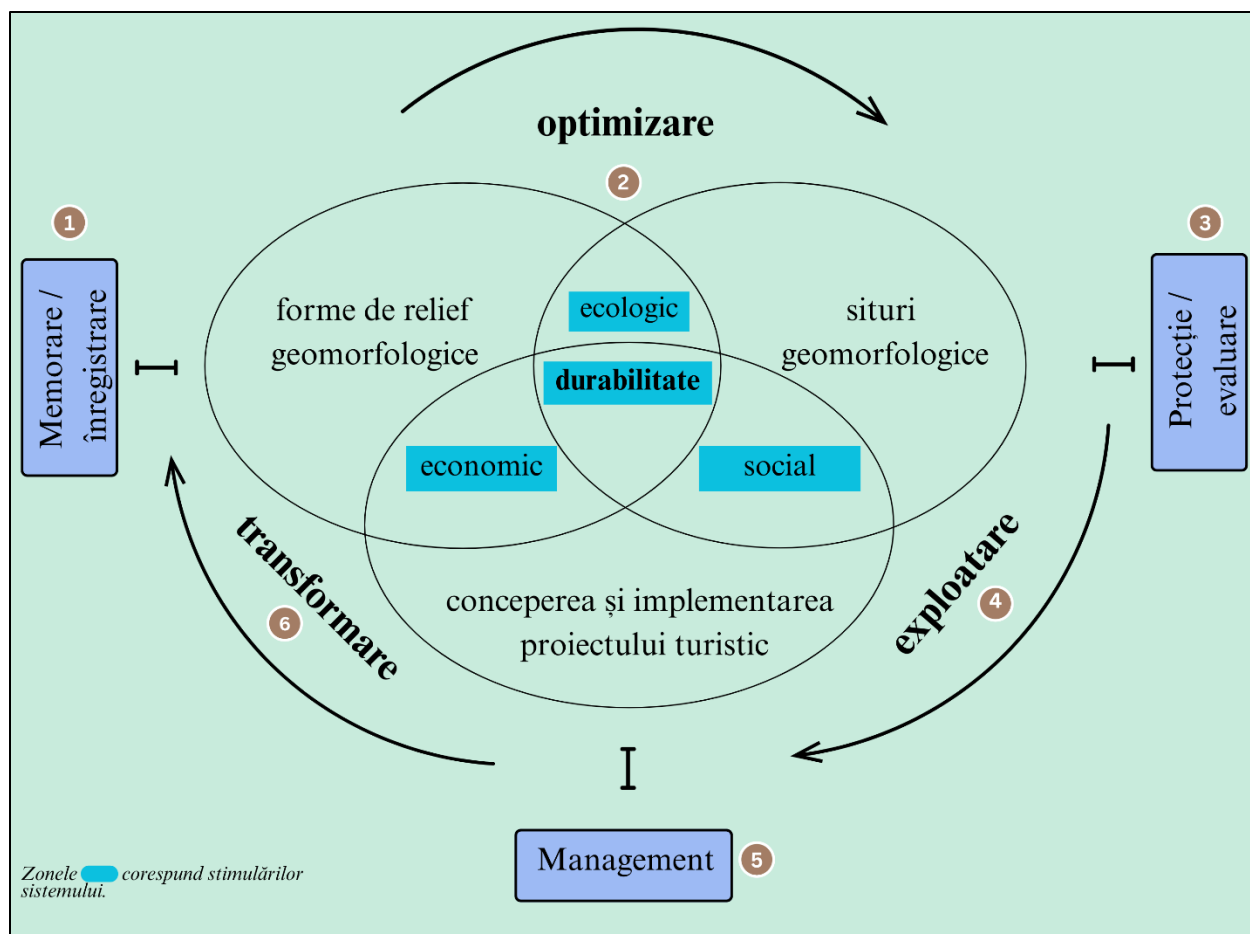 optimizare
2
1
3
Memorare /
înregistrare
forme de relief
geomorfologice
ecologic
situri
geomorfologice
Protecție /
evaluare
durabilitate
economic
social
transformare
6
exploatare
4
conceperea și implementarea
proiectului turistic
Management
5
Zonele corespund stimulărilor
sistemului.